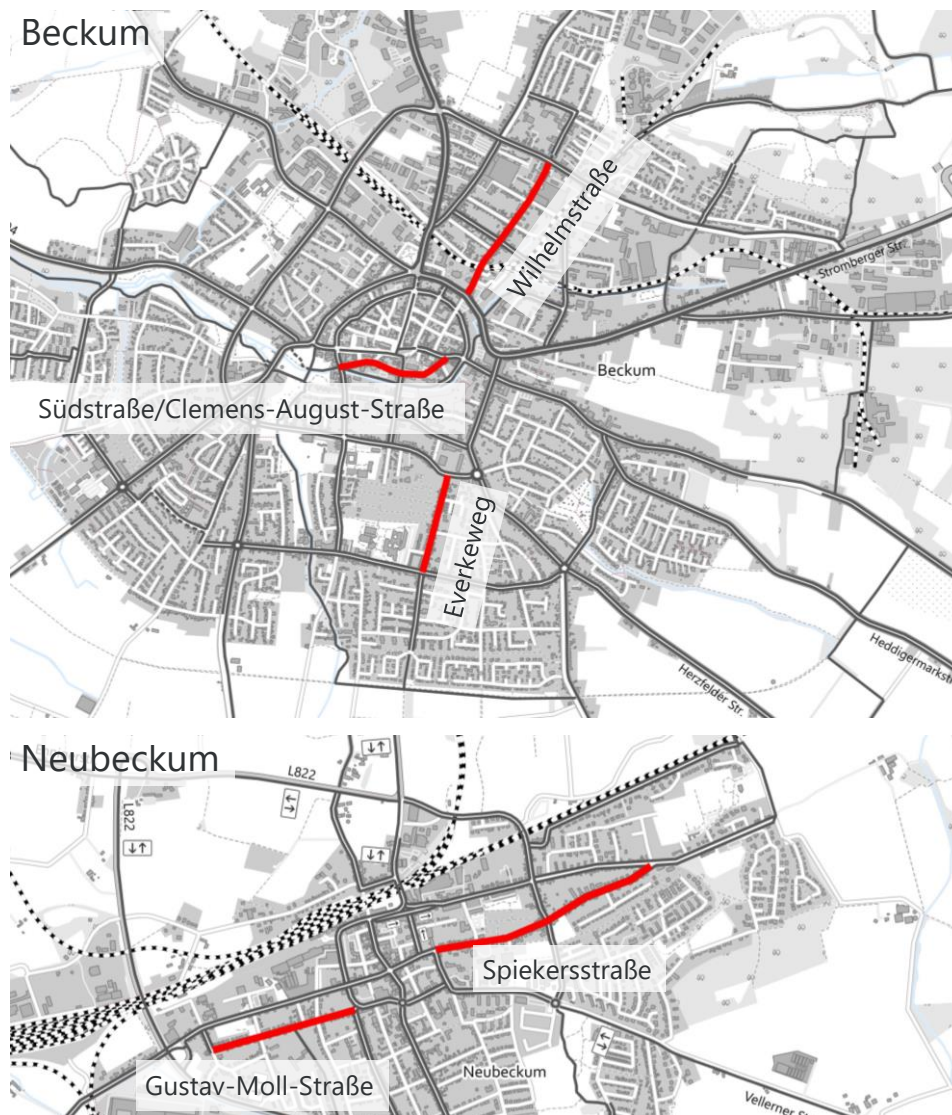 Beckum
Wilhelmstraße
Stromberger Str.
Beckum
Südstraße/Clemens-August-Straße
Everkeweg
Herzfelder Str.
Heddigermarkstr
Neubeckum
L822
L822
Spiekersstraße
Neubeckum
Gustav-Moll-Straße
Vellerner St